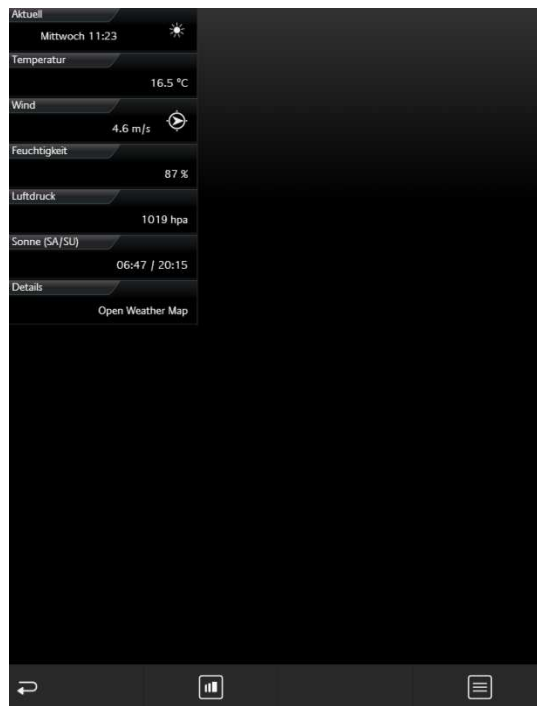 Aktuell
Mittwoch 11:23
Temperatur
16.5 °C
Wind
4.6 m/s
Feuchtigkeit
87 %
Luftdruck
1019 hpa
Sonne (SA/SU)
06:47 / 20:15
Details
Open Weather Map